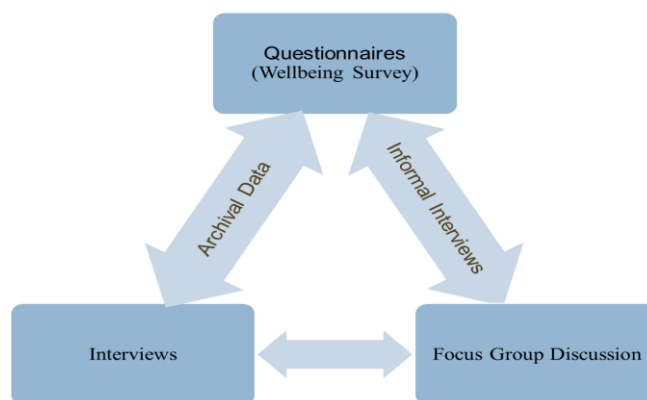 Questionnaires
(Wellbeing Survey)
Archival Data
Informal Interviews
Interviews
Focus Group Discussion